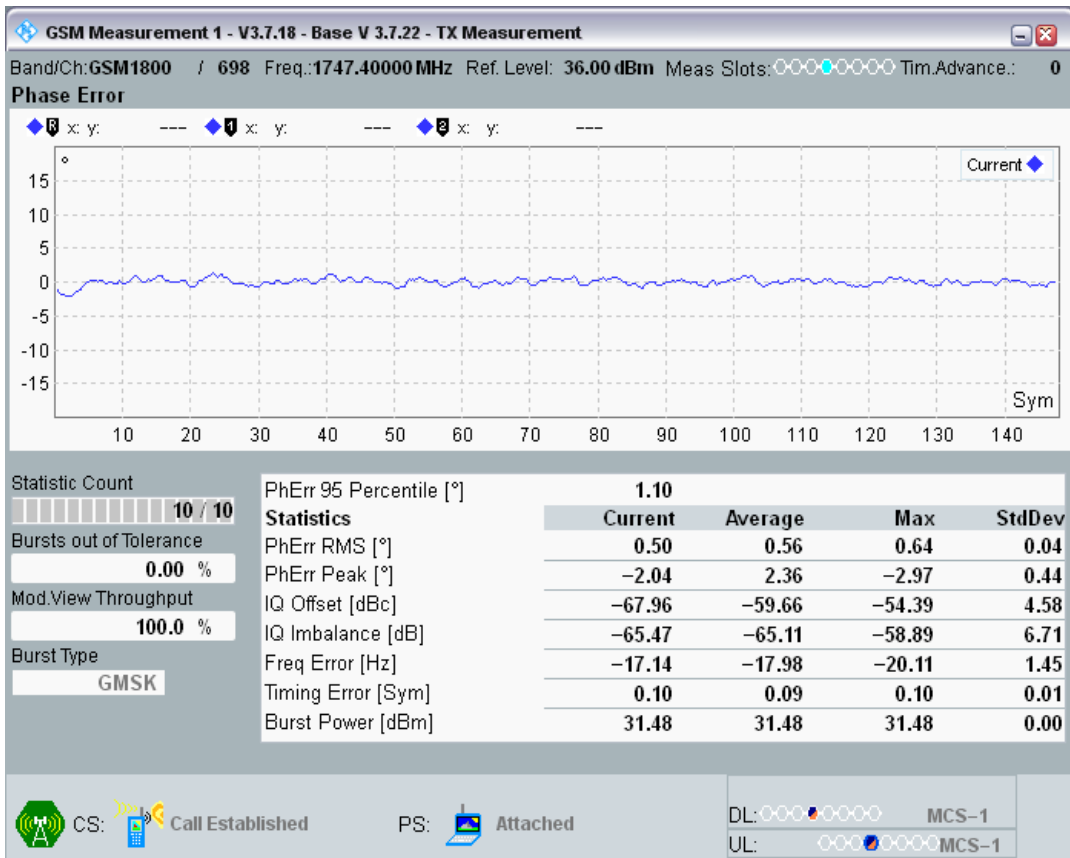 GSM Measurement 1 - V3.7.18 - Base V 3.7.22 - TX Measurement
Band/Ch:GSM1800 / 698 Freq.:1747.40000 MHz Ref. Level: 36.00 dBm Meas Slots: Tim.Advance.: 0
Phase Error
R x: y: --- 1 x: y: --- 2 x: y: ---
°
Current
15
10
5
0
-5
-10
-15
Sym
10 20 30 40 50 60 70 80 90 100 110 120 130 140
Statistic Count
10 / 10
Bursts out of Tolerance
0.00 %
Mod.View Throughput
100.0 %
Burst Type
GMSK
PhErr 95 Percentile [°] 1.10
Statistics Current Average Max StdDev
PhErr RMS [°] 0.50 0.56 0.64 0.04
PhErr Peak [°] −2.04 2.36 −2.97 0.44
IQ Offset [dBc] −67.96 −59.66 −54.39 4.58
IQ Imbalance [dB] −65.47 −65.11 −58.89 6.71
Freq Error [Hz] −17.14 −17.98 −20.11 1.45
Timing Error [Sym] 0.10 0.09 0.10 0.01
Burst Power [dBm] 31.48 31.48 31.48 0.00
CS: Call Established PS: Attached
DL: MCS−1
UL: MCS−1